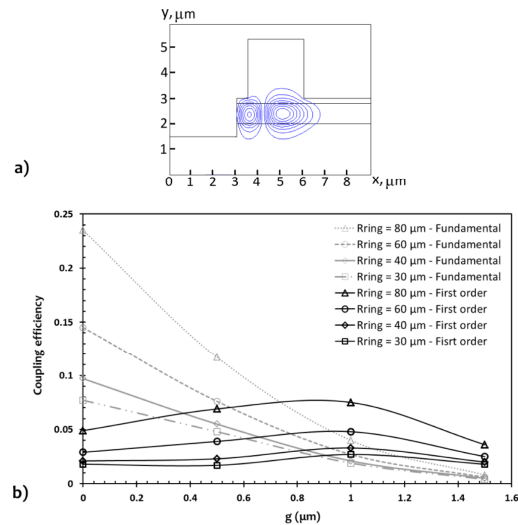 y, µm
5
4
3
2
1
0 1 2 3 4 5 6 7 8
x, µm
a)
0.25
0.2
0.15
0.1
0.05
0
Coupling efficiency
Rring = 80 µm - Fundamental
Rring = 60 µm - Fundamental
Rring = 40 µm - Fundamental
Rring = 30 µm - Fundamental
Rring = 80 µm - First order
Rring = 60 µm - First order
Rring = 40 µm - First order
Rring = 30 µm - Fisrt order
0 0.2 0.4 0.6 0.8 1 1.2 1.4 1.6
g (µm)
b)